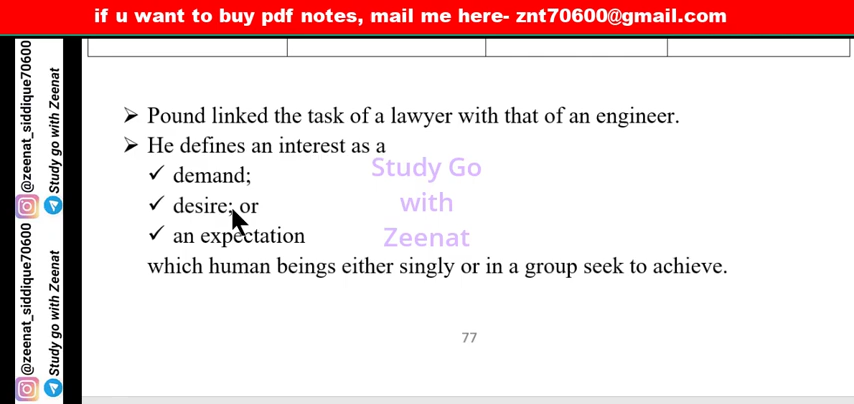 if u want to buy pdf notes, mail me here- znt70600@gmail.com
@zeenat_siddique70600
Study go with Zeenat
@zeenat_siddique70600
Study go with Zeenat
➤ Pound linked the task of a lawyer with that of an engineer.
➤ He defines an interest as a
✓ demand;
✓ desire; or
✓ an expectation
which human beings either singly or in a group seek to achieve.
Study Go
with
Zeenat
77